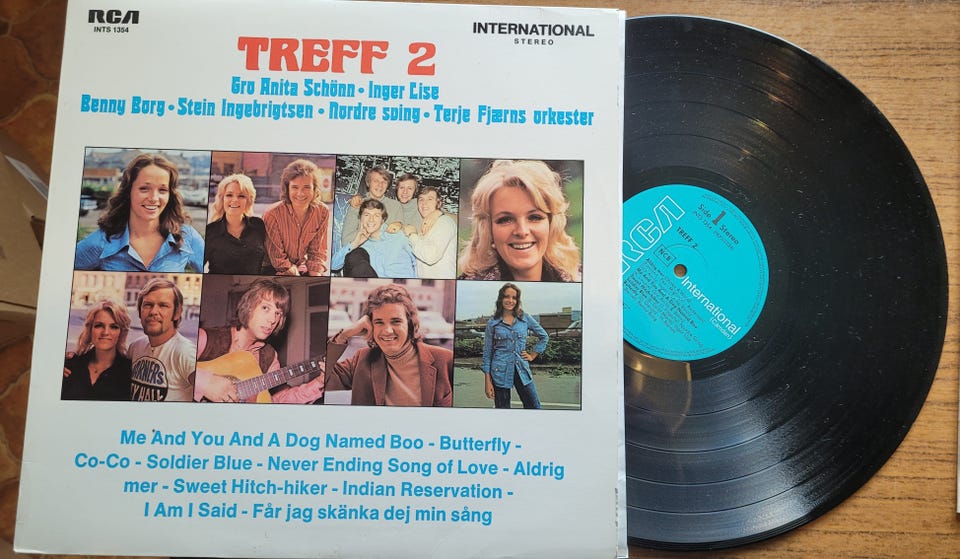 RCA
INTS 1354
INTERNATIONAL
STEREO
TREFF 2
Gro Anita Schönn • Inger Lise
Benny Borg • Stein Ingebrigtsen • Nordre sving • Terje Fjærns orkester
Me And You And A Dog Named Boo - Butterfly -
Co-Co - Soldier Blue - Never Ending Song of Love - Aldrig
mer - Sweet Hitch-hiker - Indian Reservation -
I Am I Said - Får jag skänka dej min sång
RCA
Side 1 Stereo
TREFF 2
NCB
International
(Camden)